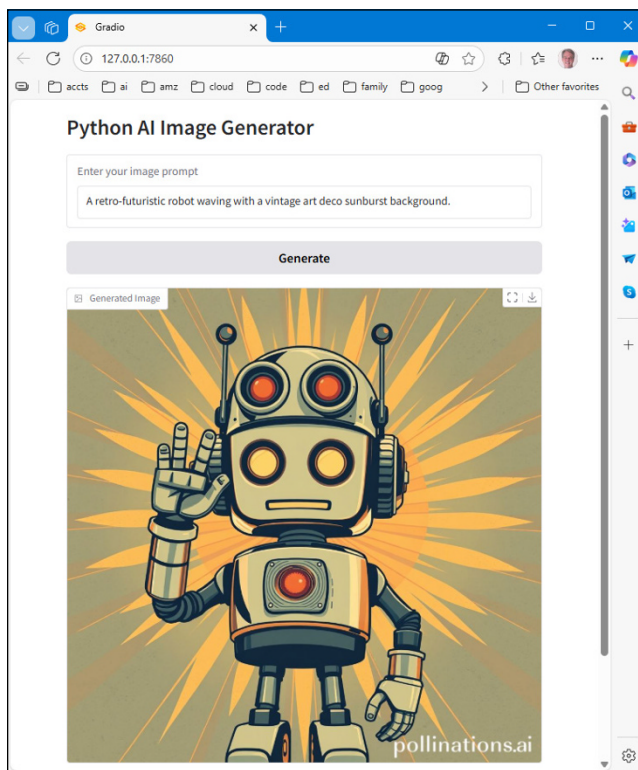 Gradio
127.0.0.1:7860
accts ai amz cloud code ed family goog Other favorites
Python AI Image Generator
Enter your image prompt
A retro-futuristic robot waving with a vintage art deco sunburst background.
Generate
Generated Image
pollinations.ai